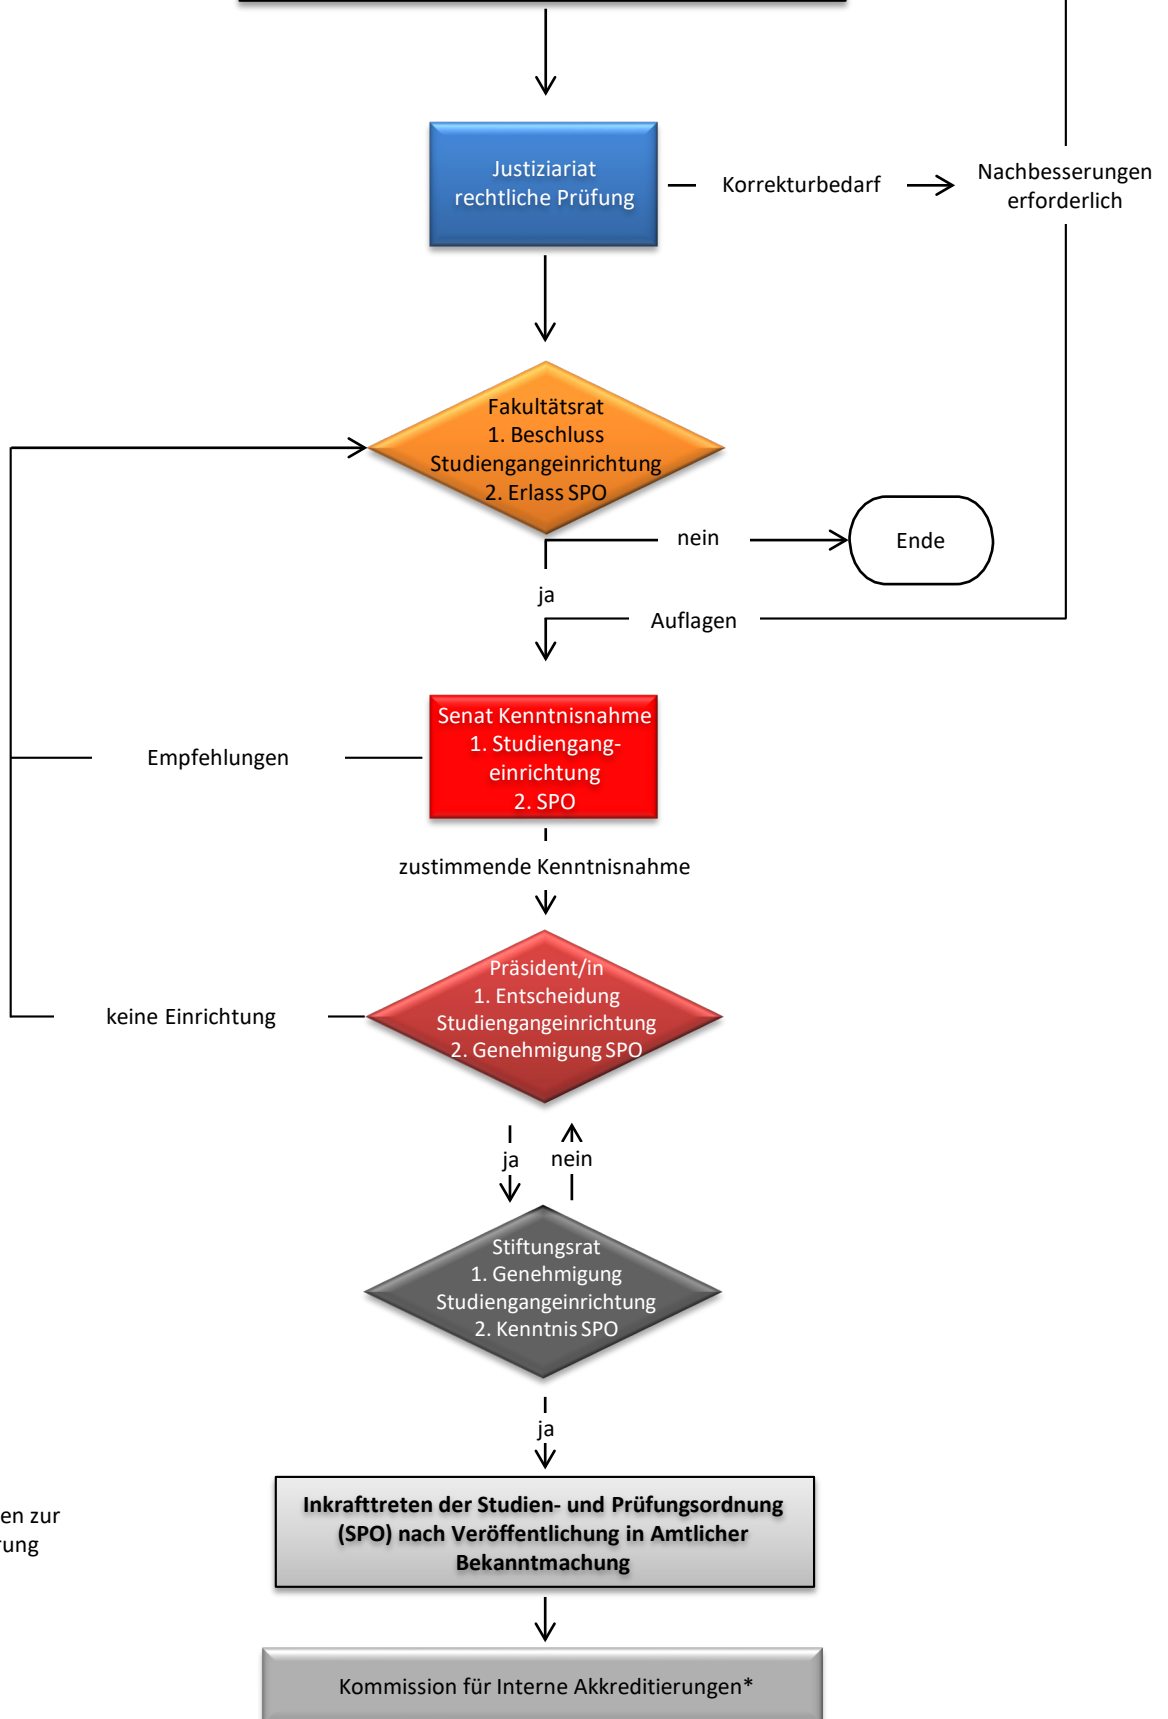 Justiziariat
rechtliche Prüfung
Korrekturbedarf
Nachbesserungen
erforderlich
Fakultätsrat
1. Beschluss
Studiengangeinrichtung
2. Erlass SPO
nein
Ende
ja
Auflagen
Senat Kenntnisnahme
1. Studiengang-
einrichtung
2. SPO
Empfehlungen
zustimmende Kenntnisnahme
Präsident/in
1. Entscheidung
Studiengangeinrichtung
2. Genehmigung SPO
keine Einrichtung
ja
nein
Stiftungsrat
1. Genehmigung
Studiengangeinrichtung
2. Kenntnis SPO
ja
Inkrafttreten der Studien- und Prüfungsordnung
(SPO) nach Veröffentlichung in Amtlicher
Bekanntmachung
en zur
rung
Kommission für Interne Akkreditierungen*